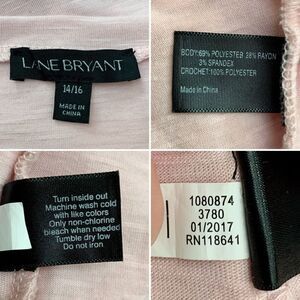 LANE BRYANT
14/16
MADE IN
CHINA
BODY:69% POLYESTER 28% RAYON
3% SPANDEX
CROCHET:100% POLYESTER
Made in China
Turn inside out
Machine wash cold
with like colors
Only non-chlorine
bleach when needed
Tumble dry low
Do not iron
1080874
3780
01/2017
RN118641